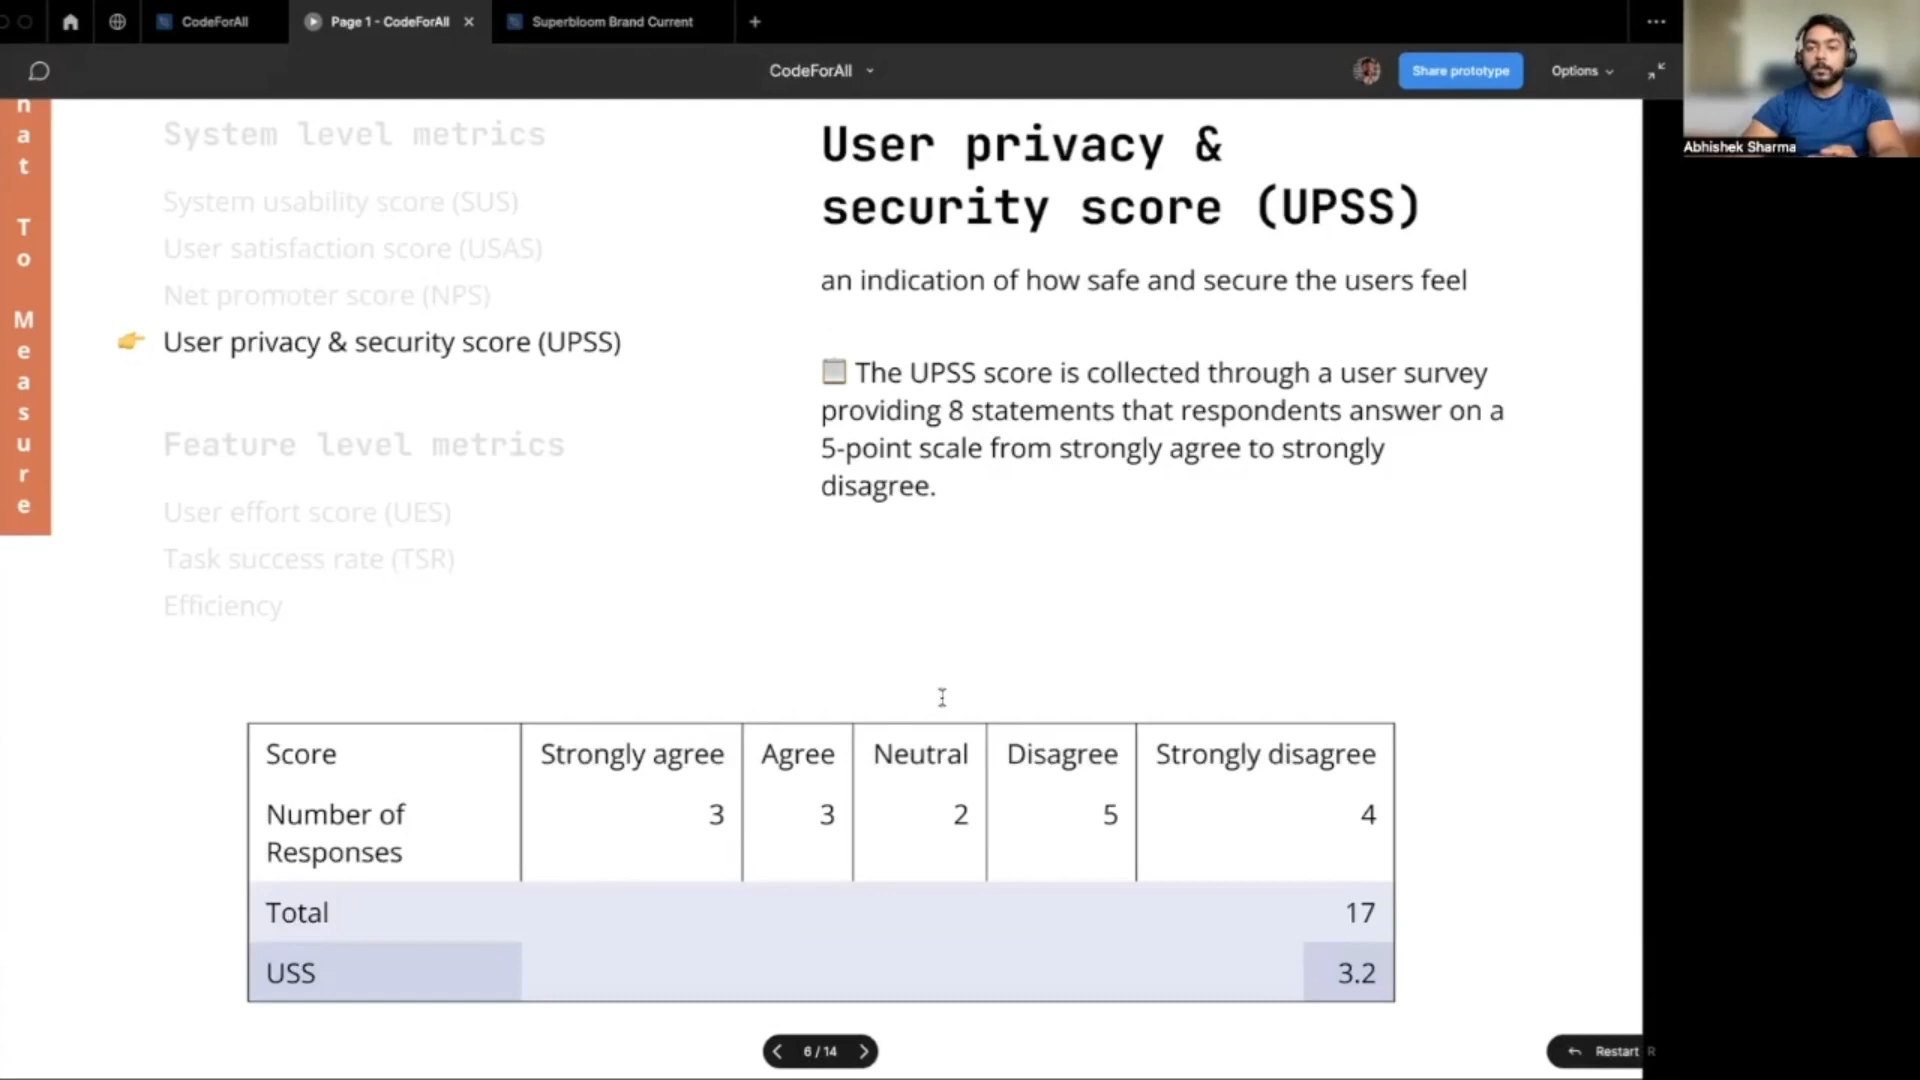 CodeForAll
Page 1 - CodeForAll
Superbloom Brand Current
CodeForAll
Share prototype
Options
Abhishek Sharma
hat To Measure
System level metrics
System usability score (SUS)
User satisfaction score (USAS)
Net promoter score (NPS)
User privacy & security score (UPSS)
Feature level metrics
User effort score (UES)
Task success rate (TSR)
Efficiency
User privacy &
security score (UPSS)
an indication of how safe and secure the users feel
The UPSS score is collected through a user survey
providing 8 statements that respondents answer on a
5-point scale from strongly agree to strongly
disagree.
Score Strongly agree Agree Neutral Disagree Strongly disagree
Number of 3 3 2 5 4
Responses
Total 17
USS 3.2
6 / 14
Restart R